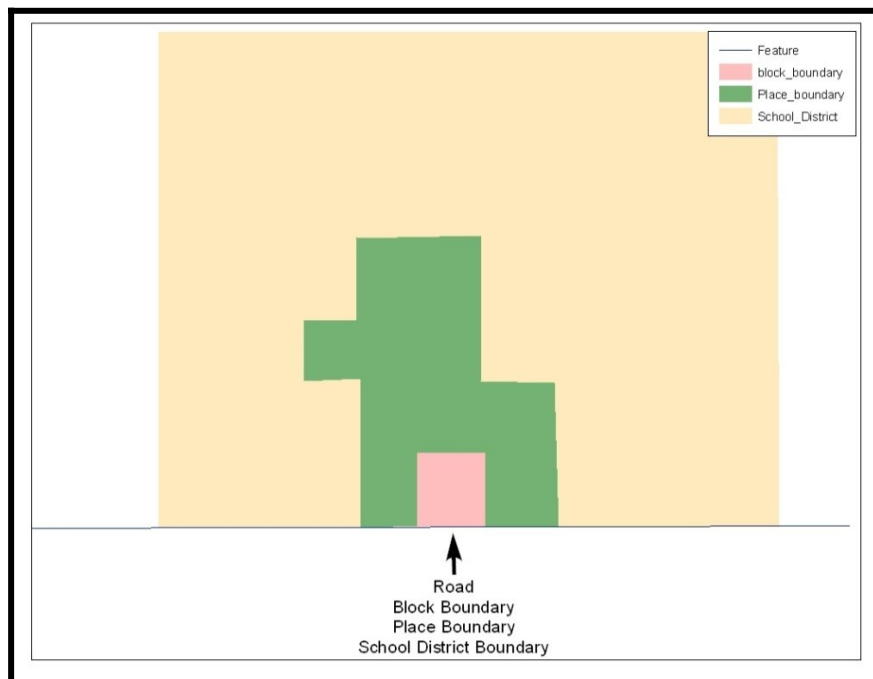 Feature
block_boundary
Place_boundary
School_District
Road
Block Boundary
Place Boundary
School District Boundary